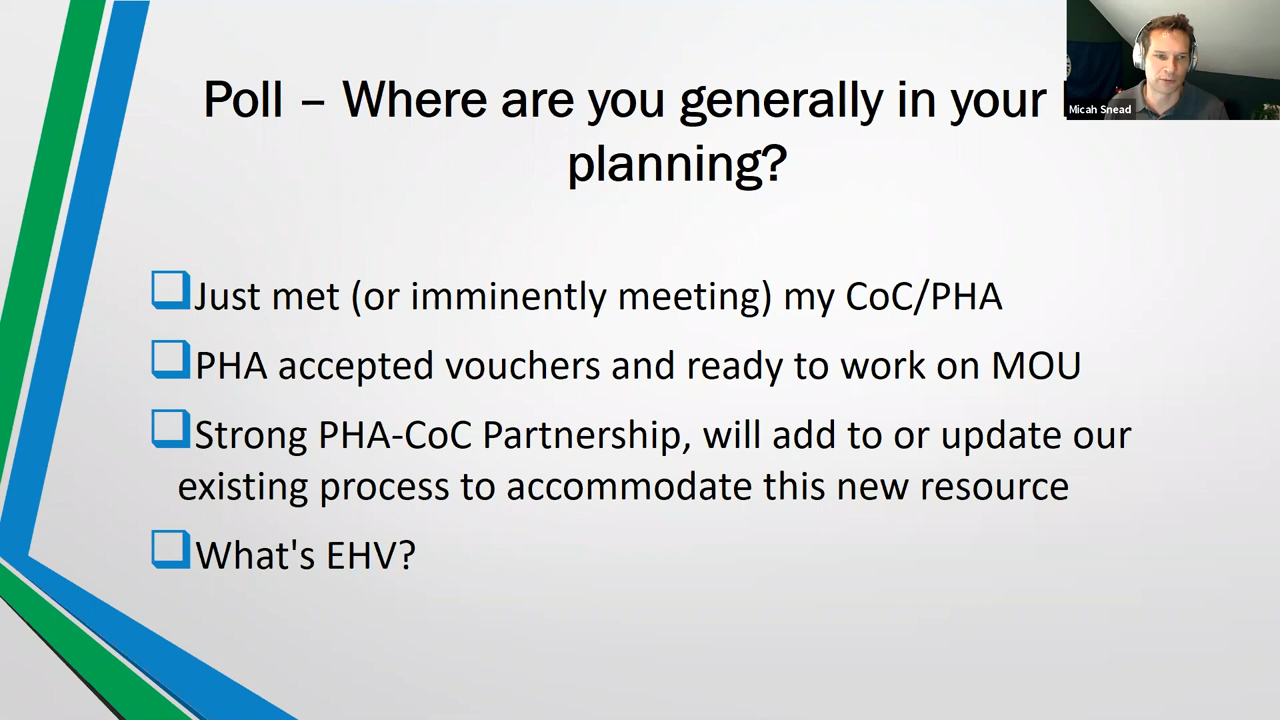 Poll – Where are you generally in your
planning?
Micah Snead
Just met (or imminently meeting) my CoC/PHA
PHA accepted vouchers and ready to work on MOU
Strong PHA-CoC Partnership, will add to or update our
existing process to accommodate this new resource
What's EHV?